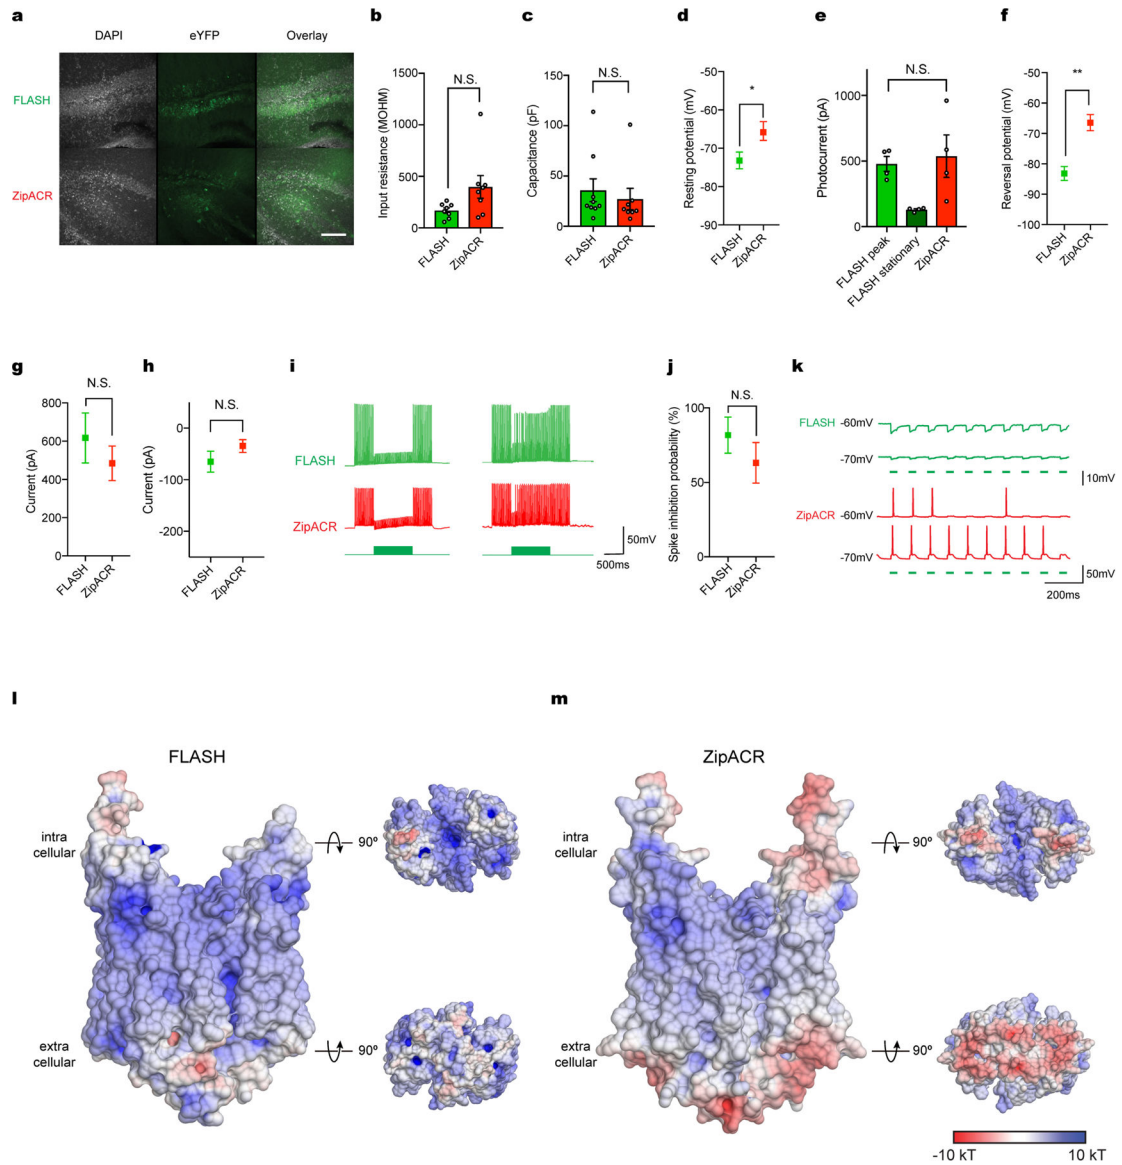 a
DAPI
eYFP
Overlay
FLASH
ZipACR
b
Input resistance (MOHM)
1500
1000
500
0
N.S.
FLASH
ZipACR
c
Capacitance (pF)
150
100
50
0
N.S.
FLASH
ZipACR
d
Resting potential (mV)
-50
-60
-70
-80
-90
*
FLASH
ZipACR
e
Photocurrent (pA)
1000
500
0
N.S.
FLASH peak
FLASH stationary
ZipACR
f
Reversal potential (mV)
-50
-60
-70
-80
-90
-100
**
FLASH
ZipACR
g
Current (pA)
800
600
400
200
0
N.S.
FLASH
ZipACR
h
Current (pA)
0
-100
-200
N.S.
FLASH
ZipACR
i
FLASH
ZipACR
50mV
500ms
j
Spike inhibition probability (%)
100
50
0
N.S.
FLASH
ZipACR
k
FLASH -60mV
-70mV
10mV
ZipACR -60mV
-70mV
50mV
200ms
l
FLASH
intra
cellular
90º
extra
cellular
90º
m
ZipACR
intra
cellular
90º
extra
cellular
90º
-10 kT
10 kT